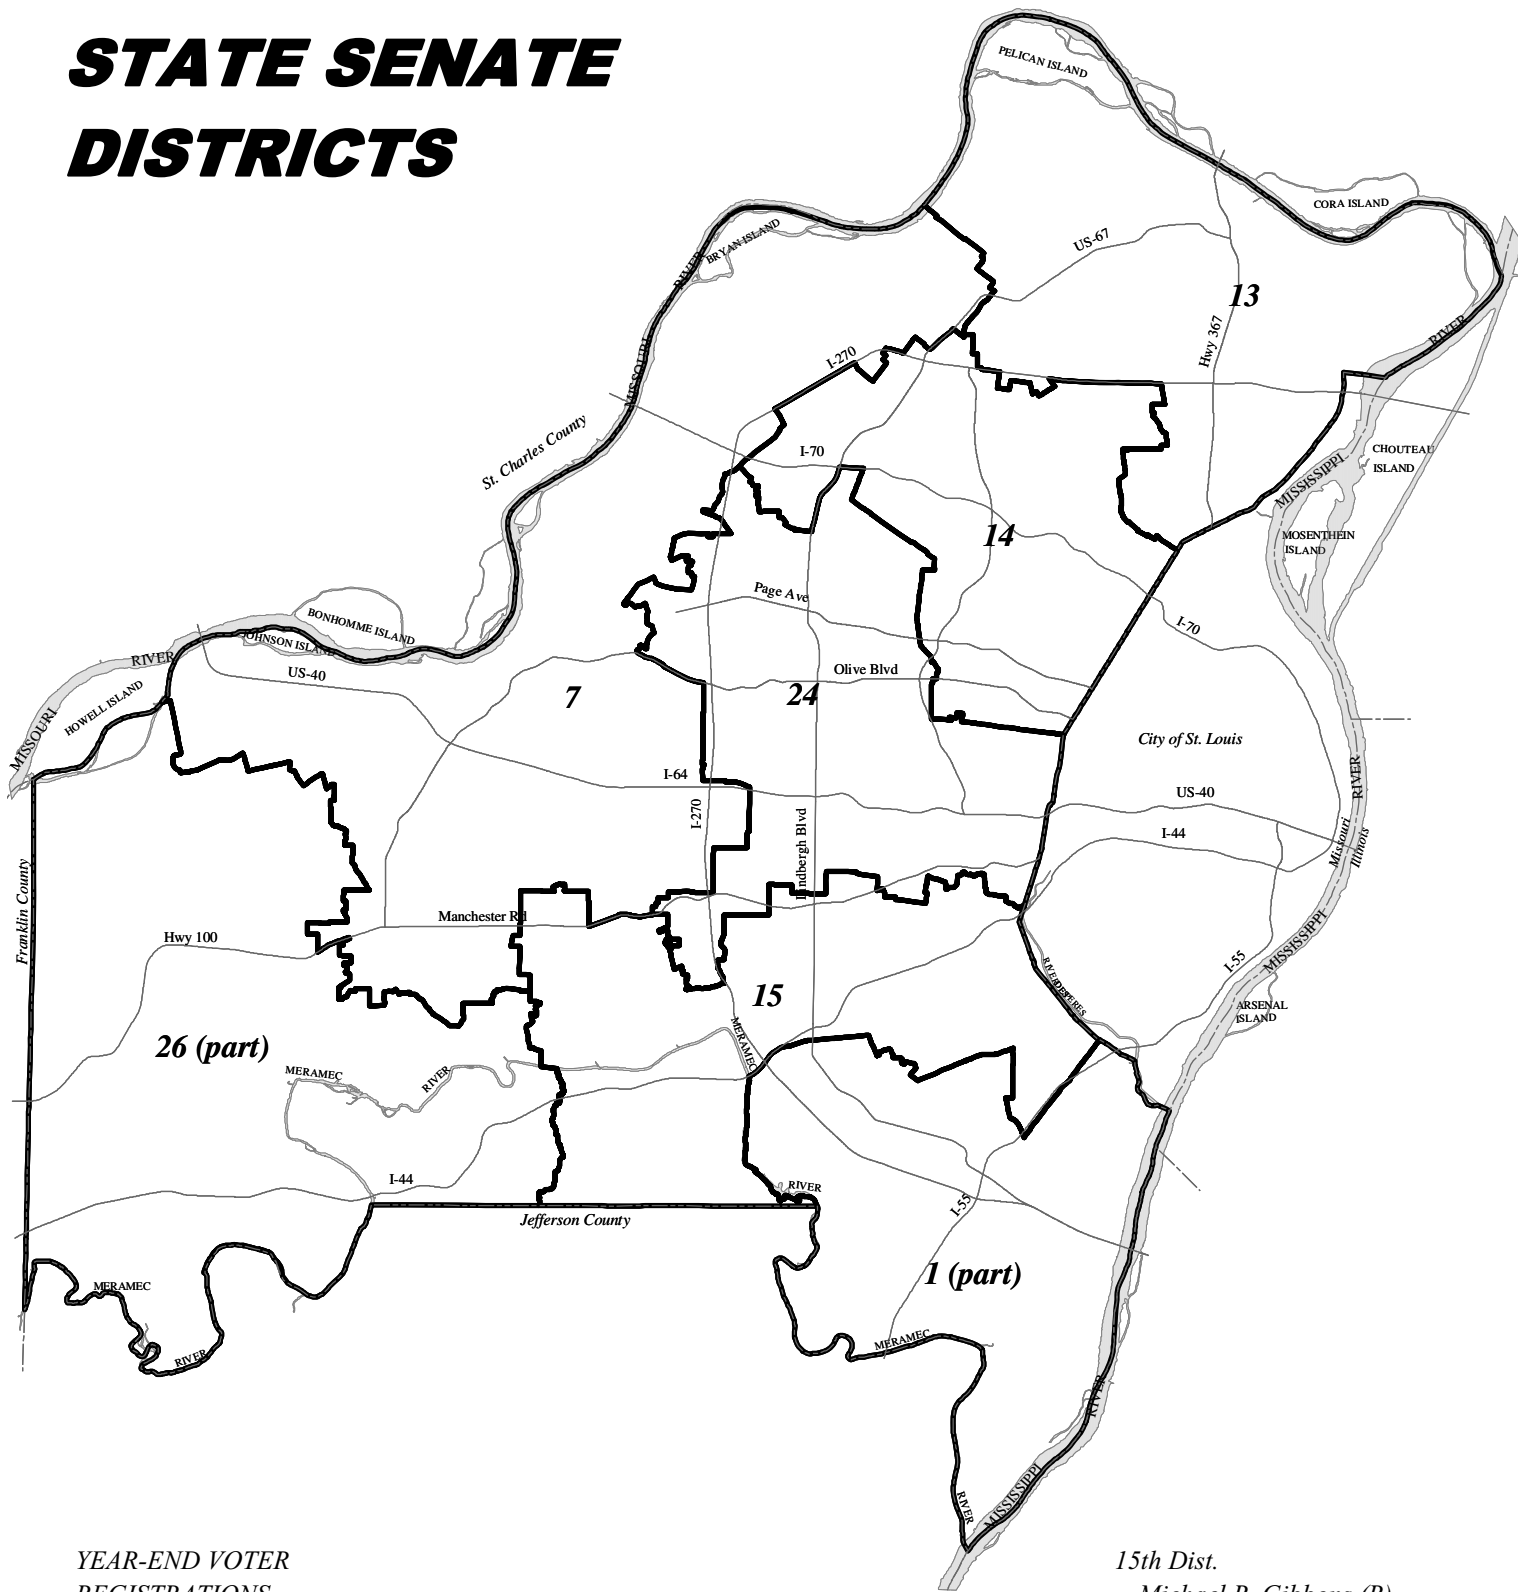 STATE SENATE
DISTRICTS
PELICAN ISLAND
CORA ISLAND
BRYAN ISLAND
RIVER
US-67
13
Hwy 367
RIVER
I-270
MISSOURI
St. Charles County
I-70
CHOUTEAU
ISLAND
MISSISSIPPI
14
MOSENTHEIN
ISLAND
Page Ave
BONHOMME ISLAND
JOHNSON ISLAND
I-70
RIVER
US-40
Olive Blvd
HOWELL ISLAND
7
24
MISSOURI
City of St. Louis
I-64
RIVER
US-40
I-270
Lindbergh Blvd
I-44
Missouri
Illinois
Franklin County
Manchester Rd
Hwy 100
MISSISSIPPI
I-55
RIVER DES PERES
15
ARSENAL
ISLAND
26 (part)
MERAMEC
MERAMEC
RIVER
I-44
RIVER
I-55
Jefferson County
1 (part)
MERAMEC
MERAMEC
RIVER
RIVER
RIVER
MISSISSIPPI
YEAR-END VOTER
REGISTRATIONS
15th Dist.
Michael R. Gibbons (R)